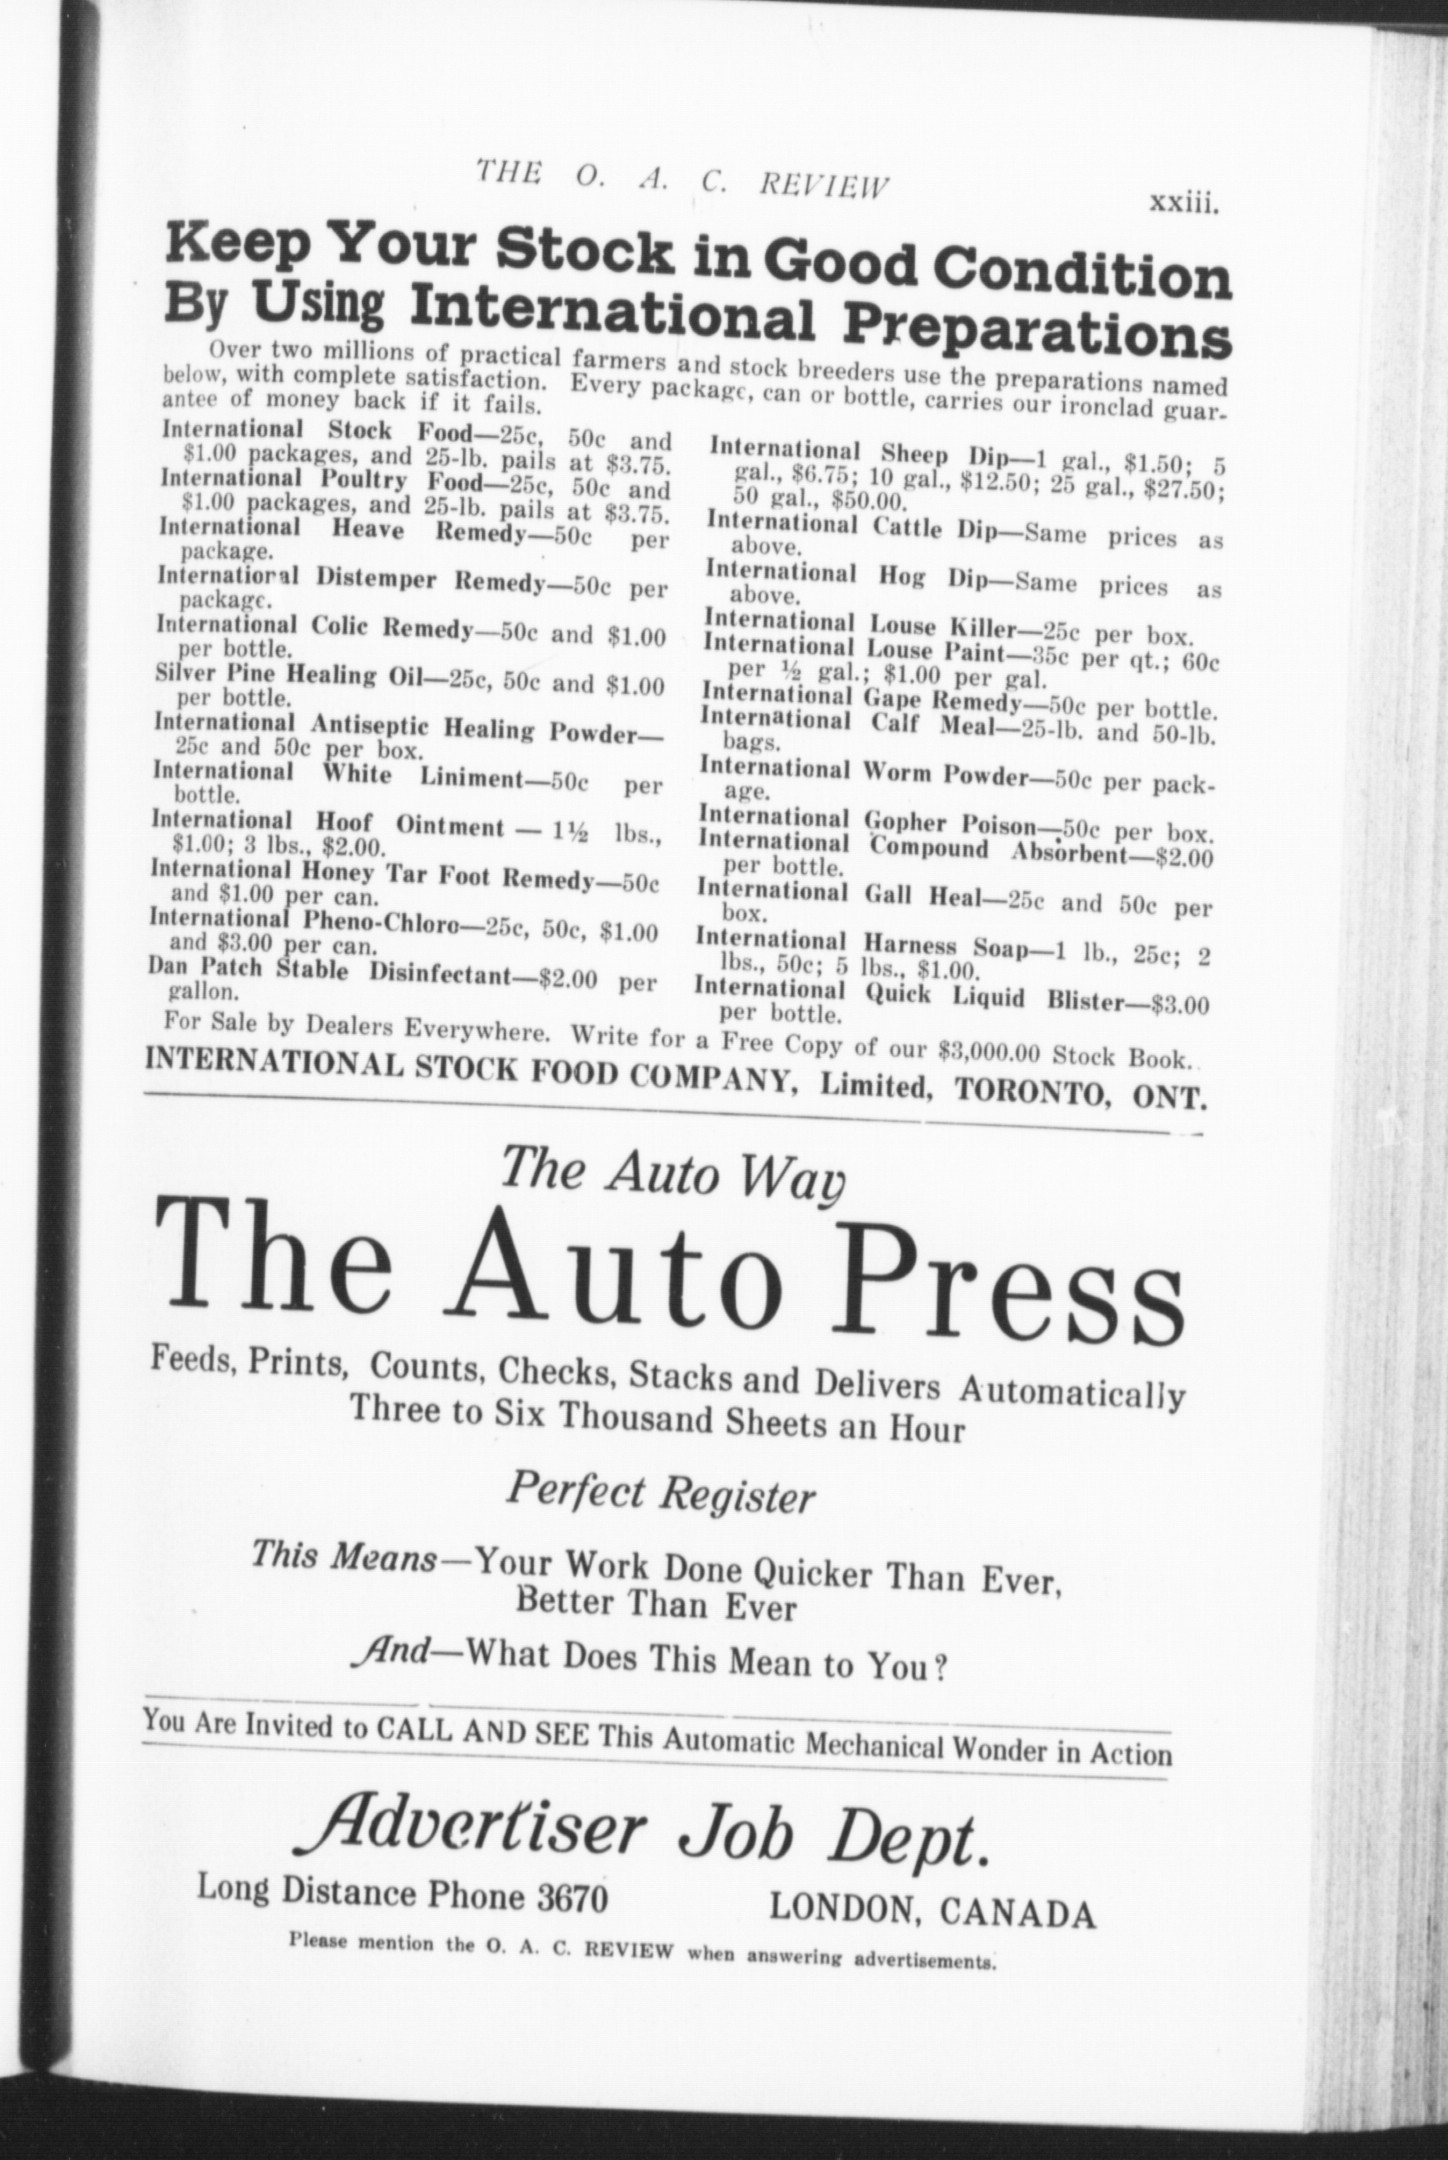 THE O. A. C. REVIEW
xxiii.
Keep Your Stock in Good Condition
By Using International Preparations
Over two millions of practical farmers and stock breeders use the preparations named
below, with complete satisfaction. Every package, can or bottle, carries our ironclad guar-
antee of money back if it fails.
International Stock Food—25c, 50c and
$1.00 packages, and 25-lb. pails at $3.75.
International Poultry Food—25c, 50c and
$1.00 packages, and 25-lb. pails at $3.75.
International Heave Remedy—50c per
package.
International Distemper Remedy—50c per
package.
International Colic Remedy—50c and $1.00
per bottle.
Silver Pine Healing Oil—25c, 50c and $1.00
per bottle.
International Antiseptic Healing Powder—
25c and 50c per box.
International White Liniment—50c per
bottle.
International Hoof Ointment — 1½ lbs.,
$1.00; 3 lbs., $2.00.
International Honey Tar Foot Remedy—50c
and $1.00 per can.
International Pheno-Chloro—25c, 50c, $1.00
and $3.00 per can.
Dan Patch Stable Disinfectant—$2.00 per
gallon.
International Sheep Dip—1 gal., $1.50; 5
gal., $6.75; 10 gal., $12.50; 25 gal., $27.50;
50 gal., $50.00.
International Cattle Dip—Same prices as
above.
International Hog Dip—Same prices as
above.
International Louse Killer—25c per box.
International Louse Paint—35c per qt.; 60c
per ½ gal.; $1.00 per gal.
International Gape Remedy—50c per bottle.
International Calf Meal—25-lb. and 50-lb.
bags.
International Worm Powder—50c per pack-
age.
International Gopher Poison—50c per box.
International Compound Absorbent—$2.00
per bottle.
International Gall Heal—25c and 50c per
box.
International Harness Soap—1 lb., 25c; 2
lbs., 50c; 5 lbs., $1.00.
International Quick Liquid Blister—$3.00
per bottle.
For Sale by Dealers Everywhere. Write for a Free Copy of our $3,000.00 Stock Book.
INTERNATIONAL STOCK FOOD COMPANY, Limited, TORONTO, ONT.
The Auto Way
The Auto Press
Feeds, Prints, Counts, Checks, Stacks and Delivers Automatically
Three to Six Thousand Sheets an Hour
Perfect Register
This Means—Your Work Done Quicker Than Ever,
Better Than Ever
And—What Does This Mean to You?
You Are Invited to CALL AND SEE This Automatic Mechanical Wonder in Action
Advertiser Job Dept.
Long Distance Phone 3670 LONDON, CANADA
Please mention the O. A. C. REVIEW when answering advertisements.